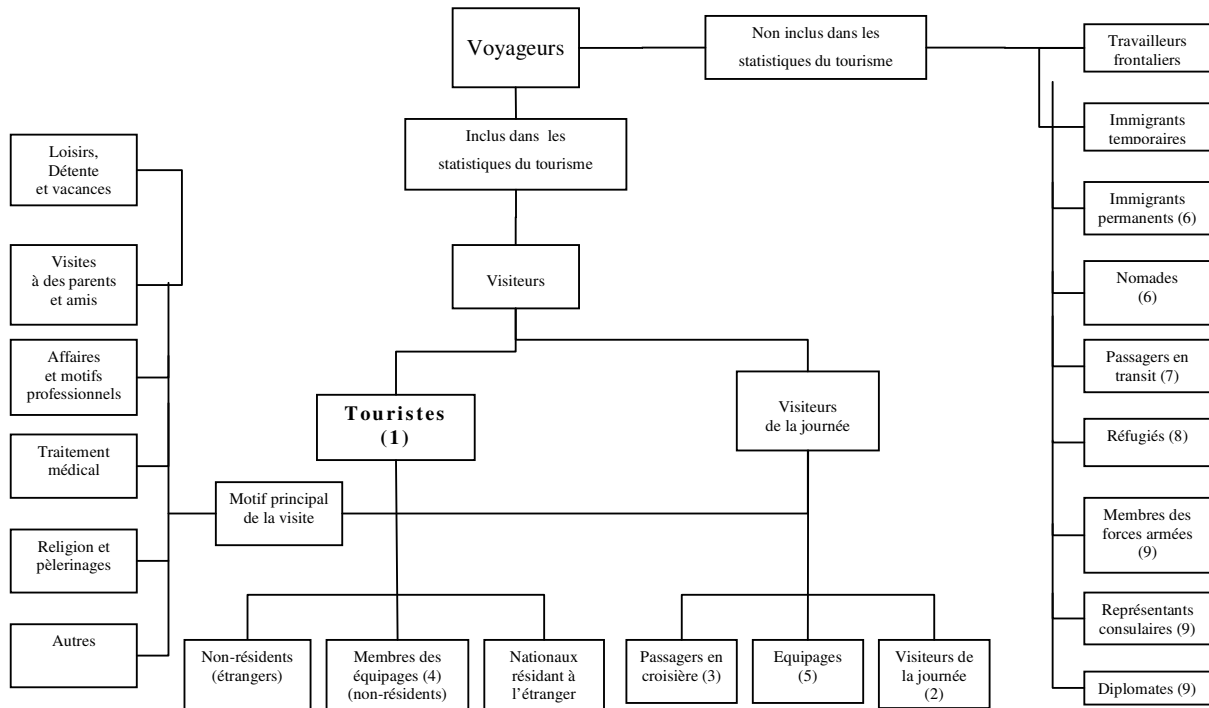 Voyageurs
Non inclus dans les
statistiques du tourisme
Travailleurs
frontaliers
Inclus dans les
statistiques du tourisme
Immigrants
temporaires
Loisirs,
Détente
et vacances
Immigrants
permanents (6)
Visites
à des parents
et amis
Visiteurs
Nomades
(6)
Affaires
et motifs
professionnels
Passagers en
transit (7)
Touristes
(1)
Visiteurs
de la journée
Réfugiés (8)
Traitement
médical
Motif principal
de la visite
Membres des
forces armées
(9)
Religion et
pèlerinages
Représentants
consulaires (9)
Autres
Non-résidents
(étrangers)
Membres des
équipages (4)
(non-résidents)
Nationaux
résidant à
l’étranger
Passagers en
croisière (3)
Equipages
(5)
Visiteurs de
la journée
(2)
Diplomates (9)